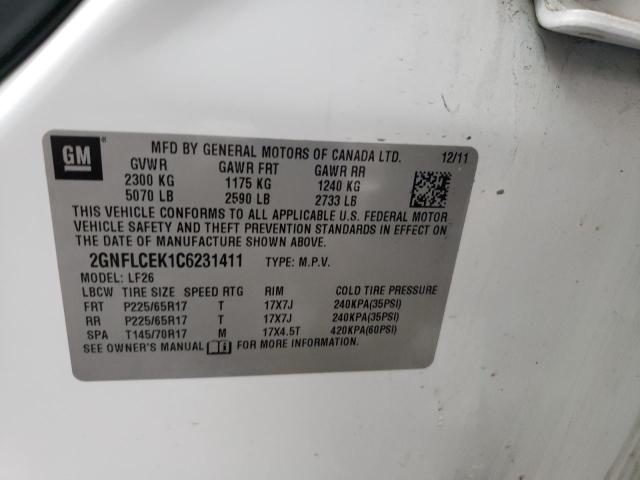 GM
MFD BY GENERAL MOTORS OF CANADA LTD. 12/11
GVWR GAWR FRT GAWR RR
2300 KG 1175 KG 1240 KG
5070 LB 2590 LB 2733 LB
THIS VEHICLE CONFORMS TO ALL APPLICABLE U.S. FEDERAL MOTOR
VEHICLE SAFETY AND THEFT PREVENTION STANDARDS IN EFFECT ON
THE DATE OF MANUFACTURE SHOWN ABOVE.
2GNFLCEK1C6231411 TYPE: M.P.V.
MODEL: LF26
LBCW TIRE SIZE SPEED RTG RIM COLD TIRE PRESSURE
FRT P225/65R17 T 17X7J 240KPA(35PSI)
RR P225/65R17 T 17X7J 240KPA(35PSI)
SPA T145/70R17 M 17X4.5T 420KPA(60PSI)
SEE OWNER'S MANUAL FOR MORE INFORMATION.